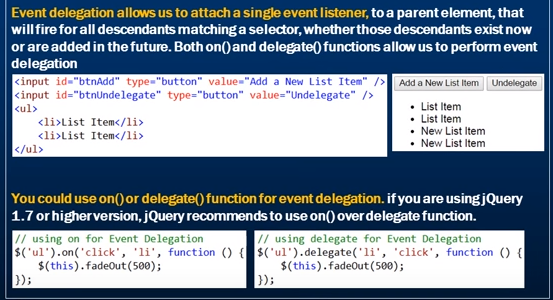 Event delegation allows us to attach a single event listener, to a parent element, that
will fire for all descendants matching a selector, whether those descendants exist now
or are added in the future. Both on() and delegate() functions allow us to perform event
delegation
<input id="btnAdd" type="button" value="Add a New List Item" />
<input id="btnUndelegate" type="button" value="Undelegate" />
<ul>
    <li>List Item</li>
    <li>List Item</li>
</ul>
Add a New List Item Undelegate
• List Item
• List Item
• New List Item
• New List Item
You could use on() or delegate() function for event delegation. if you are using jQuery
1.7 or higher version, jQuery recommends to use on() over delegate function.
// using on for Event Delegation
$('ul').on('click', 'li', function () {
    $(this).fadeOut(500);
});
// using delegate for Event Delegation
$('ul').delegate('li', 'click', function () {
    $(this).fadeOut(500);
});